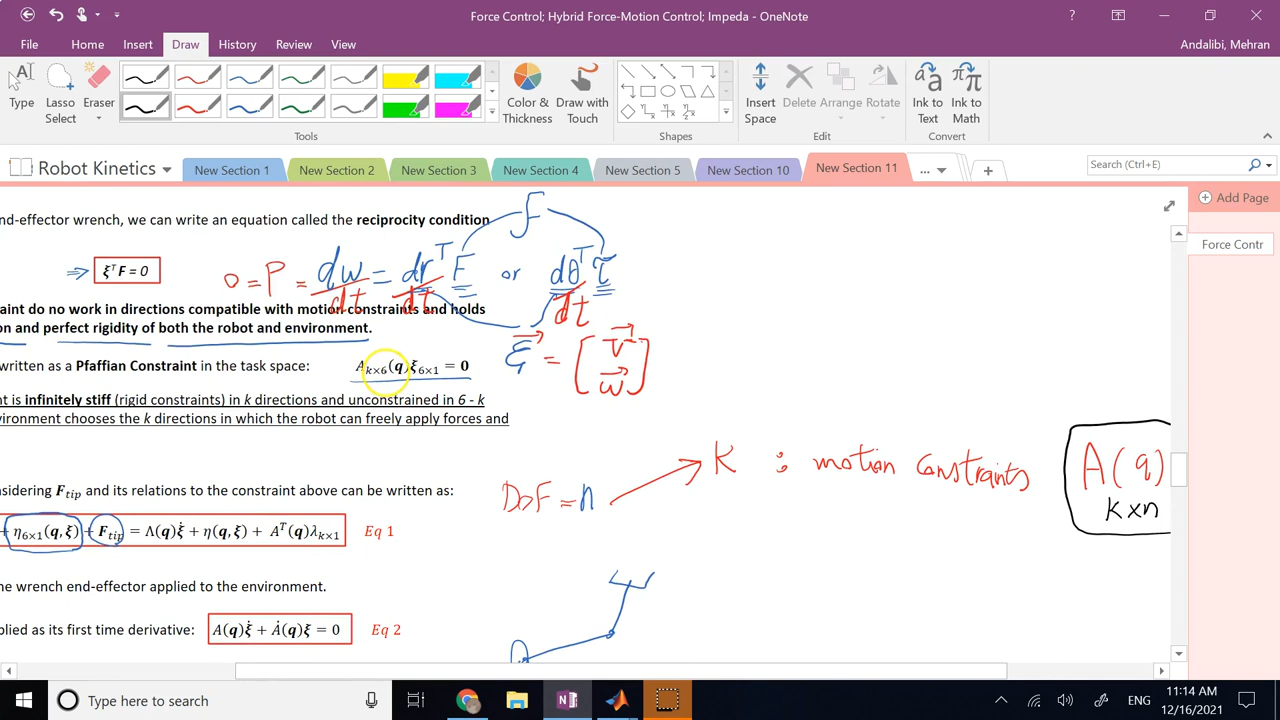 Force Control; Hybrid Force-Motion Control; Impeda - OneNote
File Home Insert Draw History Review View
Andalibi, Mehran
Type Lasso Select Eraser Color & Thickness Draw with Touch Insert Space Delete Arrange Rotate Ink to Text Ink to Math
Tools Shapes Edit Convert
Robot Kinetics New Section 1 New Section 2 New Section 3 New Section 4 New Section 5 New Section 10 New Section 11 ... Search (Ctrl+E)
Add Page
Force Contr
nd-effector wrench, we can write an equation called the reciprocity condition
F
⇒ ξᵀF = 0
0 = P = dw/dt = drᵀ/dt F or dθᵀ/dt τ
aint do no work in directions compatible with motion constraints and holds
on and perfect rigidity of both the robot and environment.
written as a Pfaffian Constraint in the task space: A_{k×6}(q)ξ_{6×1} = 0
ξ = [v ω]
nt is infinitely stiff (rigid constraints) in k directions and unconstrained in 6 - k
vironment chooses the k directions in which the robot can freely apply forces and
DoF = n → K : motion constraints
A(q)
k×n
nsidering F_tip and its relations to the constraint above can be written as:
+ η_{6×1}(q,ξ) + F_tip = Λ(q)ξ̇ + η(q,ξ) + Aᵀ(q)λ_{k×1} Eq 1
he wrench end-effector applied to the environment.
plied as its first time derivative: A(q)ξ̇ + Ȧ(q)ξ = 0 Eq 2
Type here to search
ENG
11:14 AM
12/16/2021